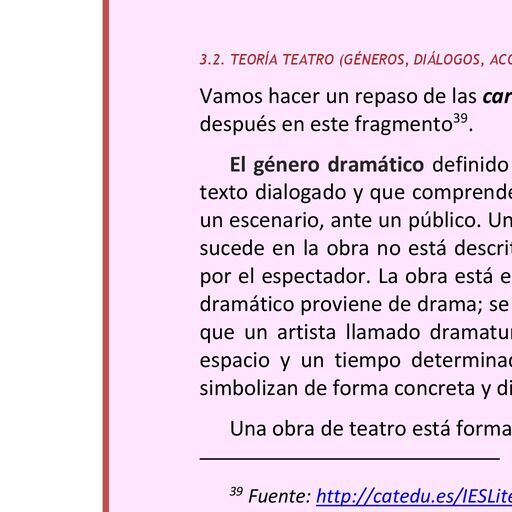 3.2. TEORÍA TEATRO (GÉNEROS, DIÁLOGOS, ACO
Vamos hacer un repaso de las car
después en este fragmento39.
El género dramático definido
texto dialogado y que comprende
un escenario, ante un público. Un
sucede en la obra no está descrit
por el espectador. La obra está e
dramático proviene de drama; se
que un artista llamado dramatur
espacio y un tiempo determinad
simbolizan de forma concreta y di
Una obra de teatro está forma
39 Fuente: http://catedu.es/IESLite